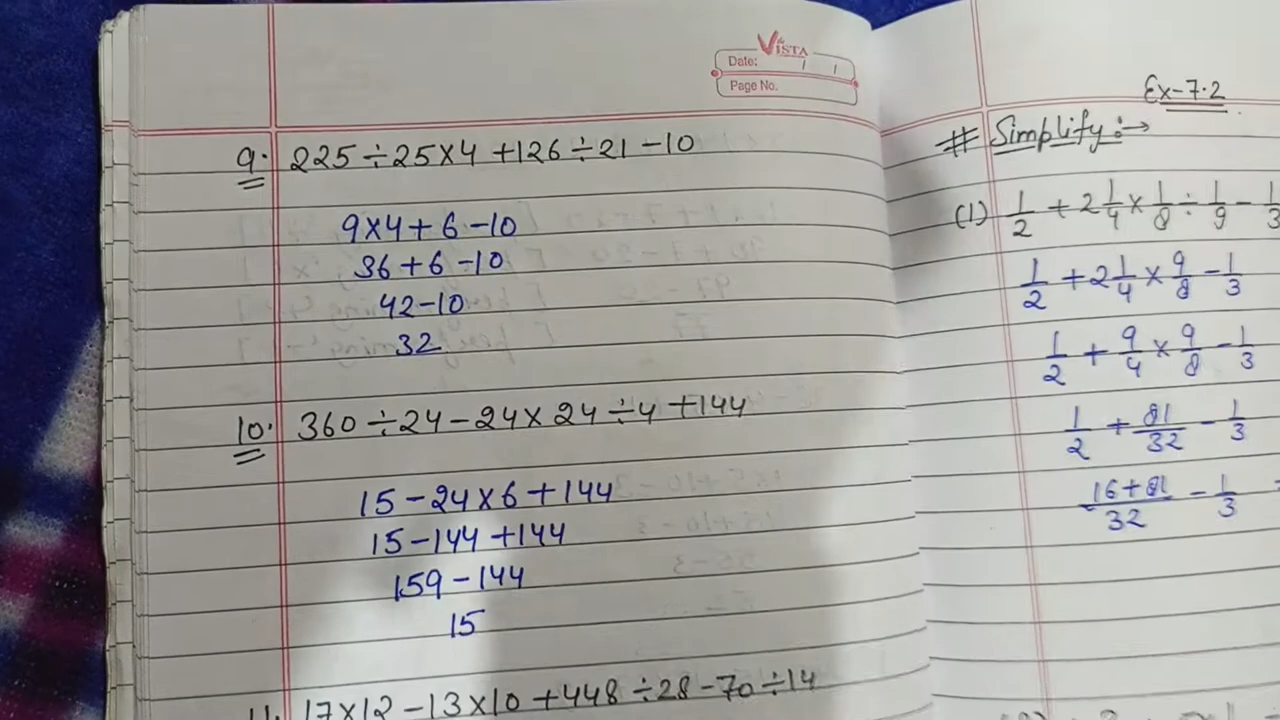 the VISTA
Date: / /
Page No.
9. 225÷25×4+126÷21-10
9×4+6-10
36+6-10
42-10
32
10. 360÷24-24×24÷4+144
15-24×6+144
15-144+144
159-144
15
11. 17×12-13×10+448÷28-70÷14
Ex-7.2
# Simplify:→
(1) 1/2 + 2 1/4 × 1/8 ÷ 1/9 - 1/3
1/2 + 2 1/4 × 9/8 - 1/3
1/2 + 9/4 × 9/8 - 1/3
1/2 + 81/32 - 1/3
16+81/32 - 1/3